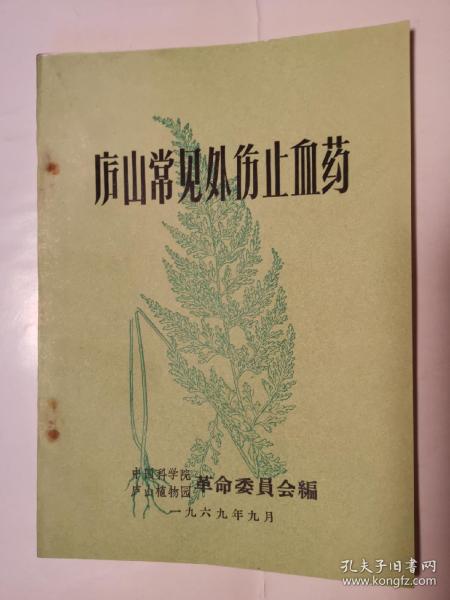 庐山常见外伤止血药
中国科学院
庐山植物园 革命委員会編
一九六九年九月
孔夫子旧书网
www.kongfz.com